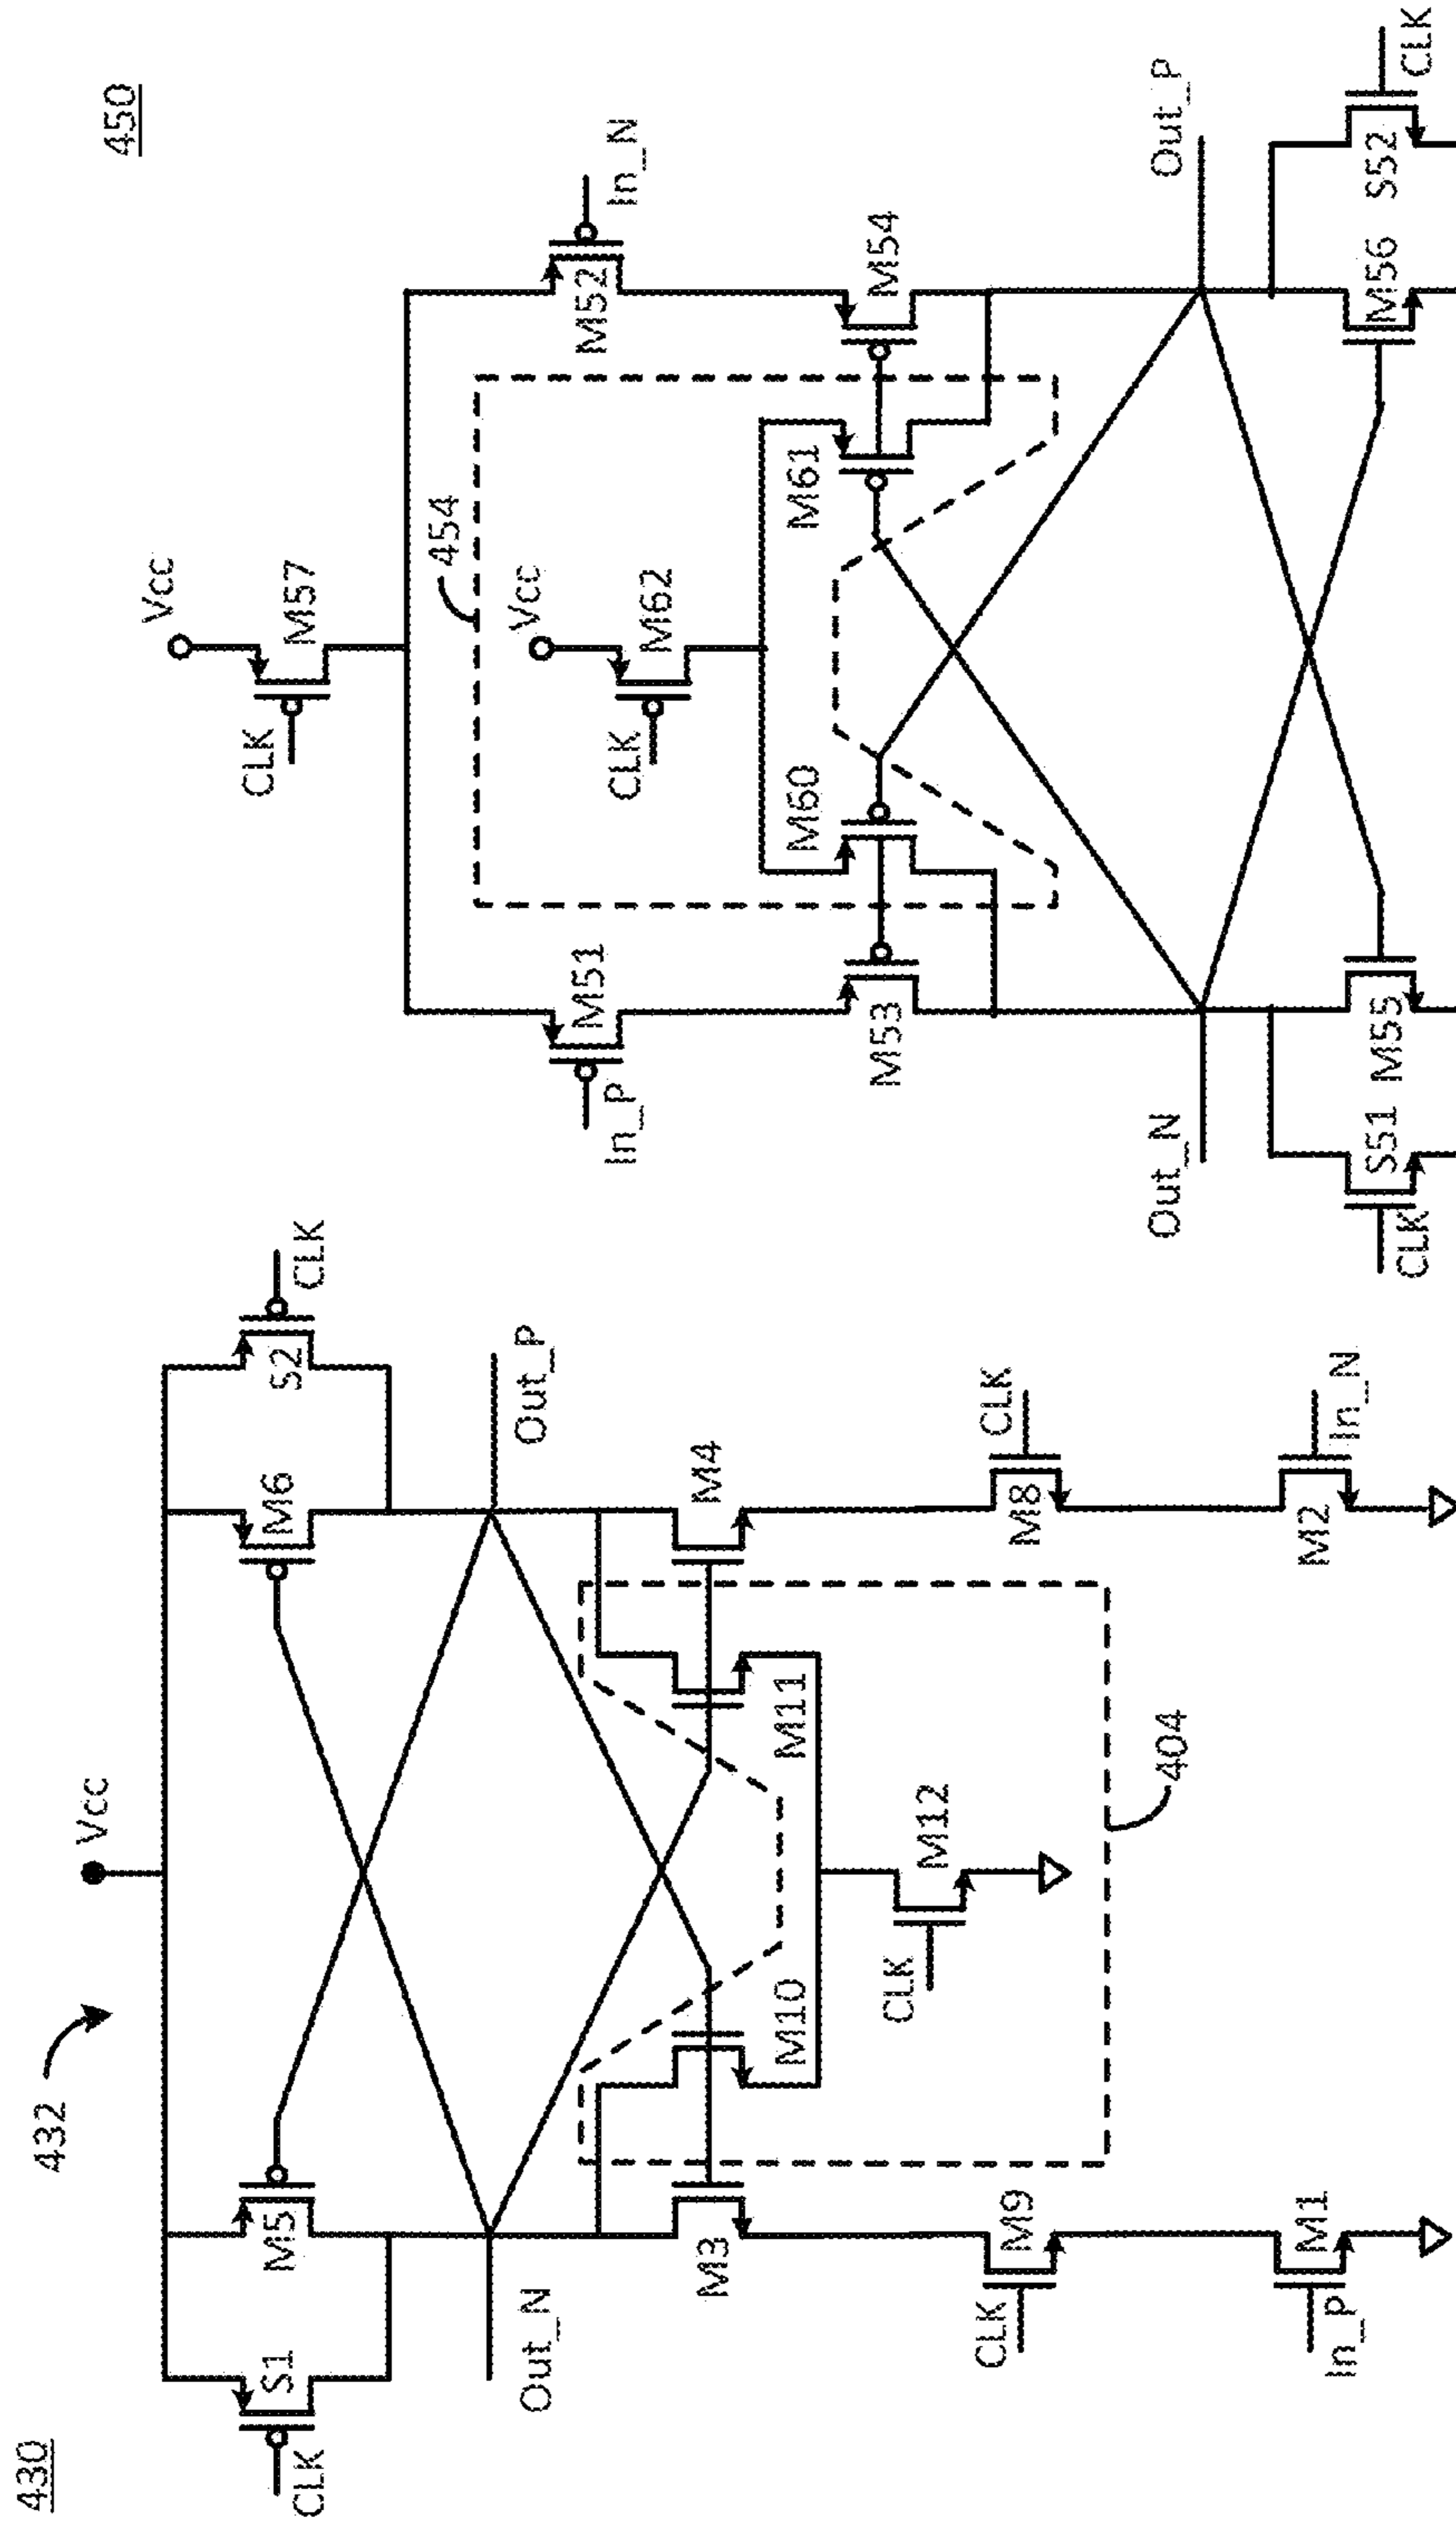 430
432
Vcc
CLK
S1
M5
M6
S2
CLK
Out_N
Out_P
M3
M10
M11
M4
CLK
M9
CLK
M12
M8
CLK
404
In_P
M1
M2
In_N
450
Vcc
CLK
M57
454
In_P
M51
M52
In_N
Vcc
CLK
M62
M53
M60
M61
M54
Out_N
Out_P
CLK
S51
M55
M56
S52
CLK